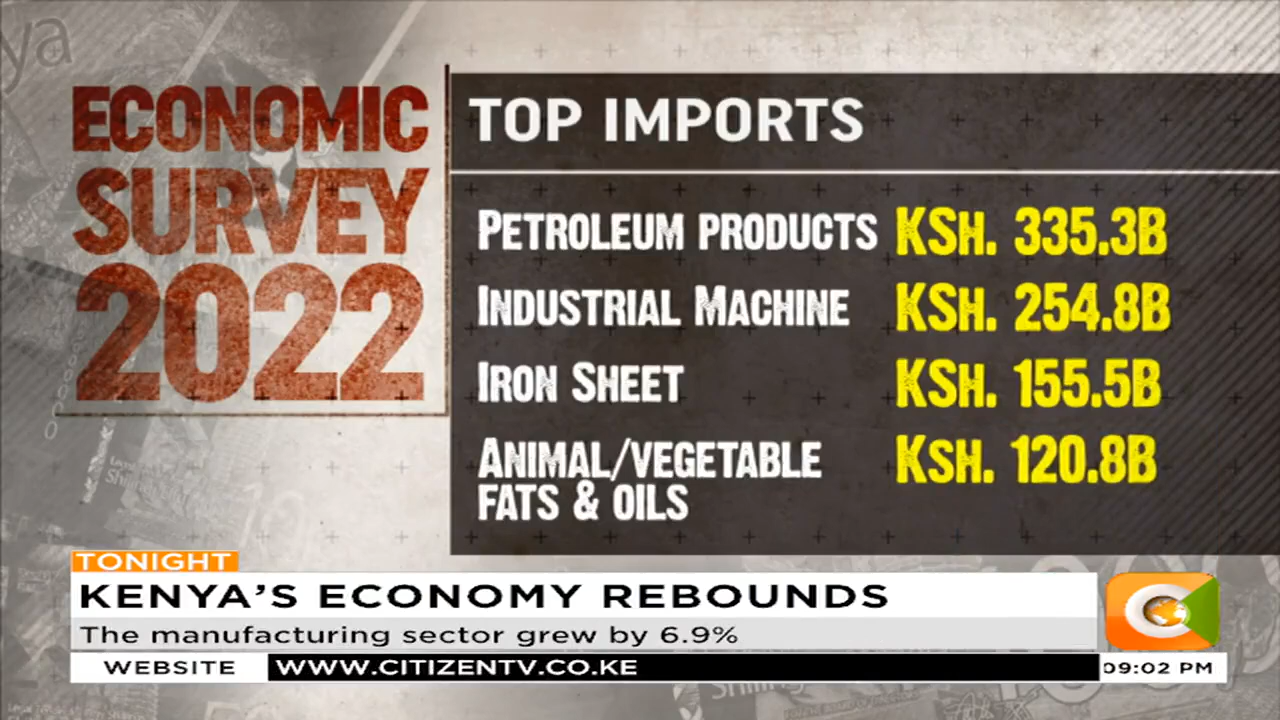 ya
ECONOMIC
SURVEY
2022
TOP IMPORTS
PETROLEUM PRODUCTS KSH. 335.3B
INDUSTRIAL MACHINE KSH. 254.8B
IRON SHEET KSH. 155.5B
ANIMAL/VEGETABLE KSH. 120.8B
FATS & OILS
TONIGHT
KENYA'S ECONOMY REBOUNDS
The manufacturing sector grew by 6.9%
WEBSITE WWW.CITIZENTV.CO.KE 09:02 PM